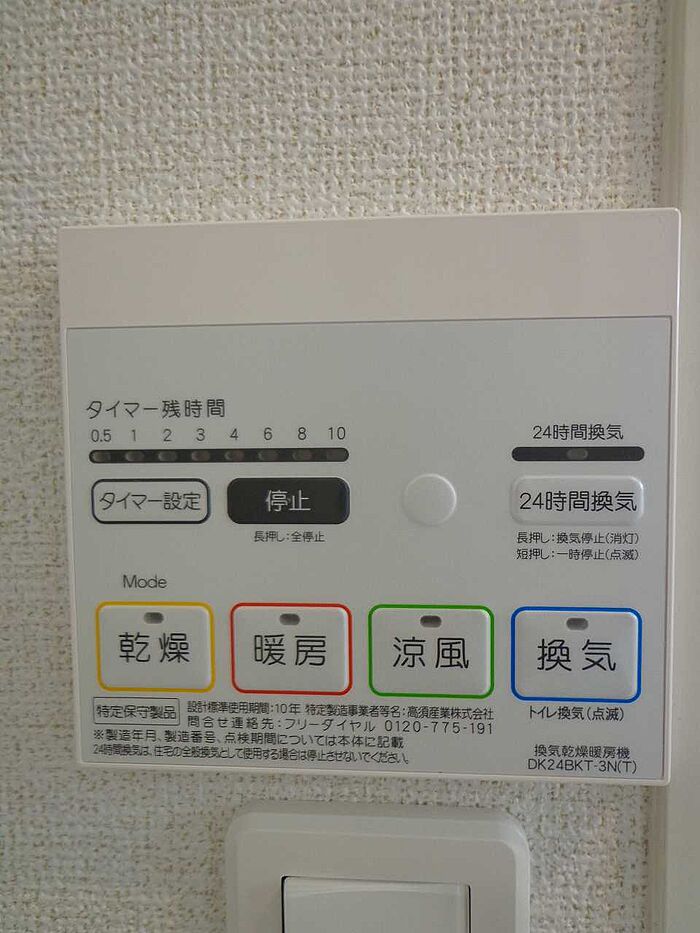 タイマー残時間
0.5 1 2 3 4 6 8 10
24時間換気
タイマー設定
停止
24時間換気
長押し:全停止
長押し:換気停止(消灯)
短押し:一時停止(点滅)
Mode
乾燥
暖房
涼風
換気
特定保守製品
設計標準使用期間:10年 特定製造事業者等名:高須産業株式会社
問合せ連絡先:フリーダイヤル 0120-775-191
※製造年月、製造番号、点検期間については本体に記載
24時間換気は、住宅の全般換気として使用する場合は停止させないでください。
トイレ換気(点滅)
換気乾燥暖房機
DK24BKT-3N(T)